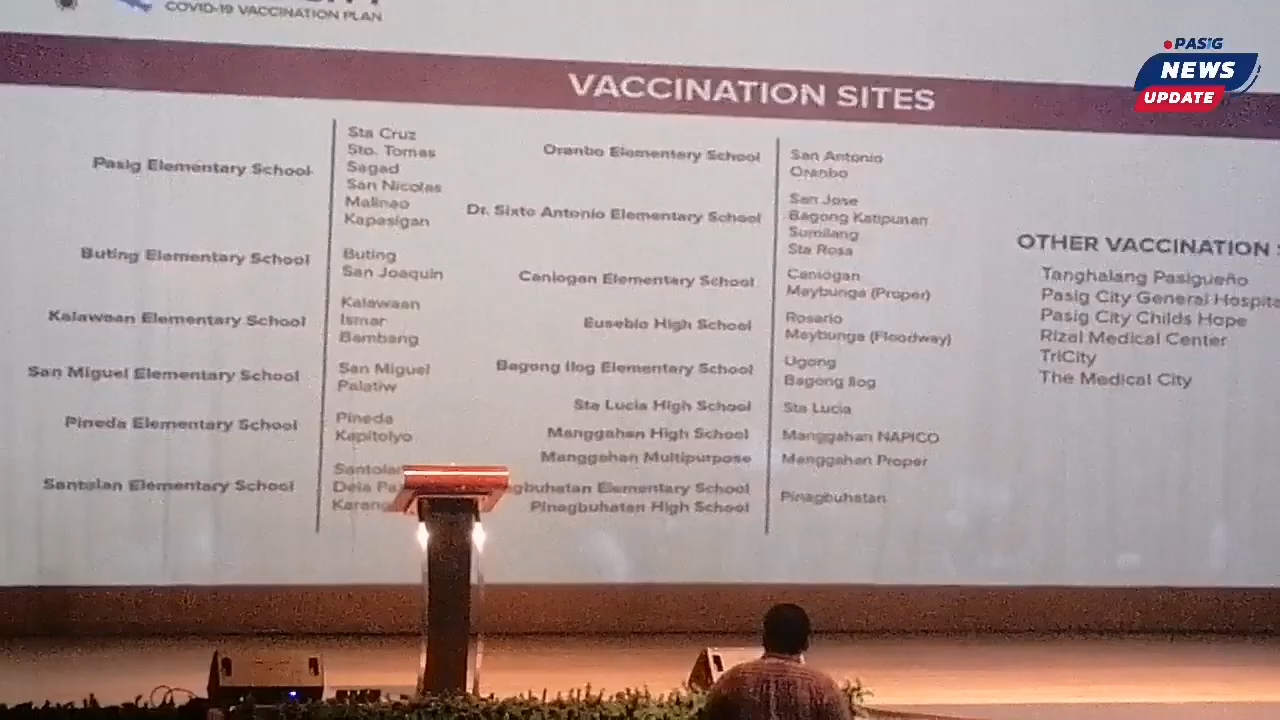 COVID-19 VACCINATION PLAN
PASIG
NEWS
UPDATE
VACCINATION SITES
Pasig Elementary School
Sta Cruz
Sto. Tomas
Sagad
San Nicolas
Malinao
Kapasigan
Buting Elementary School
Buting
San Joaquin
Kalawaan Elementary School
Kalawaan
Ismar
Bambang
San Miguel Elementary School
San Miguel
Palatiw
Pineda Elementary School
Pineda
Kapitolyo
Santolan Elementary School
Santolan
Dela
Oranbo Elementary School
San Antonio
Oranbo
Dr. Sixto Antonio Elementary School
San Jose
Bagong Katipunan
Sumilang
Sta Rosa
Caniogan Elementary School
Caniogan
Maybunga (Proper)
Eusebio High School
Rosario
Maybunga (Floodway)
Bagong Ilog Elementary School
Ugong
Bagong Ilog
Sta Lucia High School
Sta Lucia
Manggahan High School
Manggahan NAPICO
Manggahan Multipurpose
Manggahan Proper
Elementary School
Pinagbuhatan High School
Pinagbuhatan
OTHER VACCINATION
Tanghalang Pasigueño
Pasig City General
Pasig City Childs Hope
Rizal Medical Center
TriCity
The Medical City